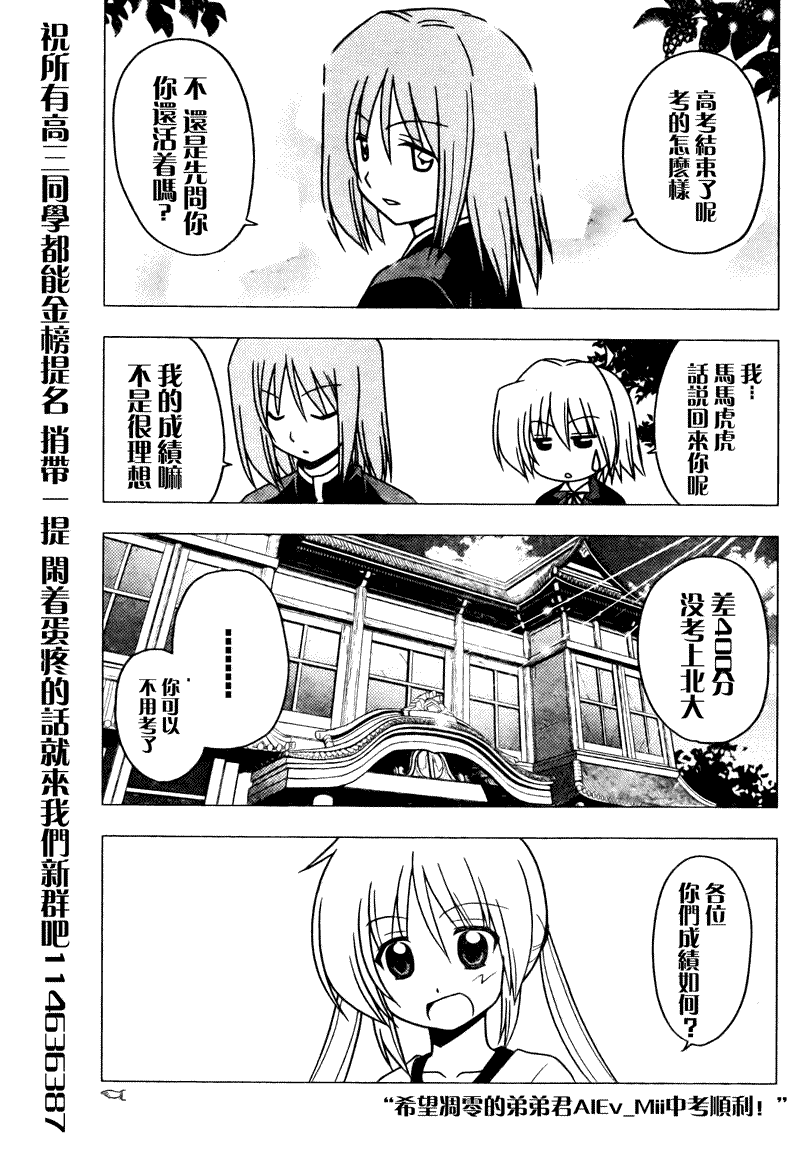 高考結束了呢
考的怎麼樣
不 還是先問你
你還活着嗎？
我…
馬馬虎虎
話說回來你呢
我的成績嘛
不是很理想
差400分
没考上北大
………
你可以
不用考了
各位
你們成績如何？
祝所有高三同學都能金榜提名 捎帶一提 閑着蛋疼的話就來我們新群吧114636387
“希望凋零的弟弟君AlEv_Mii中考順利！”